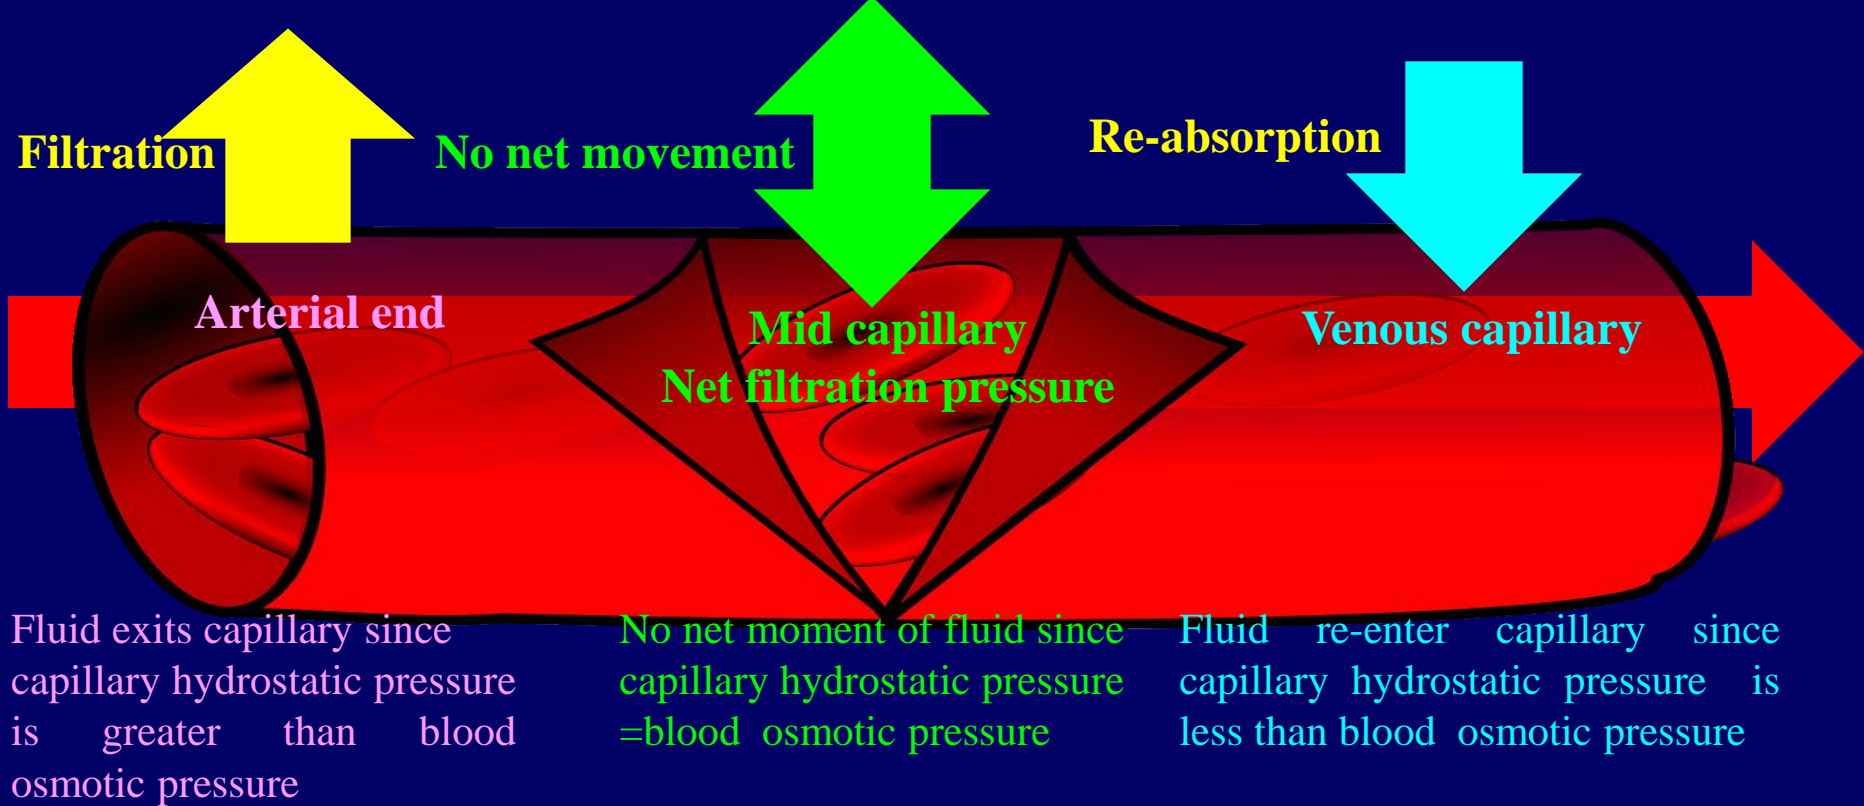 Filtration
No net movement
Re-absorption
Arterial end
Mid capillary
Net filtration pressure
Venous capillary
Fluid exits capillary since
capillary hydrostatic pressure
is greater than blood
osmotic pressure
No net moment of fluid since
capillary hydrostatic pressure
=blood osmotic pressure
Fluid re-enter capillary since
capillary hydrostatic pressure is
less than blood osmotic pressure